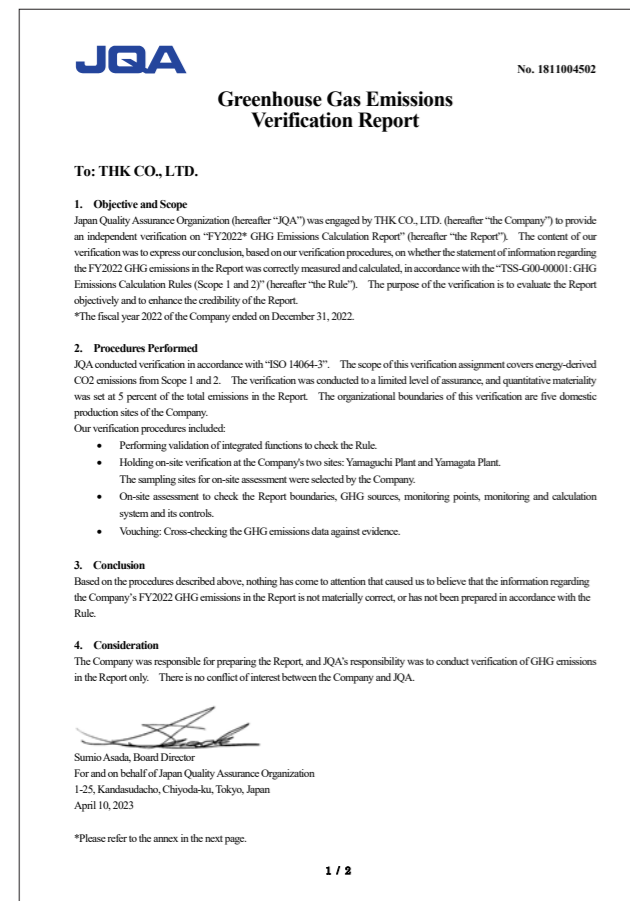 JQA
No. 1811004502
Greenhouse Gas Emissions
Verification Report
To: THK CO., LTD.
1. Objective and Scope
Japan Quality Assurance Organization (hereafter “JQA”) was engaged by THK CO., LTD. (hereafter “the Company”) to provide
an independent verification on “FY2022* GHG Emissions Calculation Report” (hereafter “the Report”). The content of our
verification was to express our conclusion, based on our verification procedures, on whether the statement of information regarding
the FY2022 GHG emissions in the Report was correctly measured and calculated, in accordance with the “TSS-G00-00001: GHG
Emissions Calculation Rules (Scope 1 and 2)” (hereafter “the Rule”). The purpose of the verification is to evaluate the Report
objectively and to enhance the credibility of the Report.
*The fiscal year 2022 of the Company ended on December 31, 2022.
2. Procedures Performed
JQA conducted verification in accordance with “ISO 14064-3”. The scope of this verification assignment covers energy-derived
CO2 emissions from Scope 1 and 2. The verification was conducted to a limited level of assurance, and quantitative materiality
was set at 5 percent of the total emissions in the Report. The organizational boundaries of this verification are five domestic
production sites of the Company.
Our verification procedures included:
• Performing validation of integrated functions to check the Rule.
• Holding on-site verification at the Company's two sites: Yamaguchi Plant and Yamagata Plant.
The sampling sites for on-site assessment were selected by the Company.
• On-site assessment to check the Report boundaries, GHG sources, monitoring points, monitoring and calculation
system and its controls.
• Vouching: Cross-checking the GHG emissions data against evidence.
3. Conclusion
Based on the procedures described above, nothing has come to attention that caused us to believe that the information regarding
the Company’s FY2022 GHG emissions in the Report is not materially correct, or has not been prepared in accordance with the
Rule.
4. Consideration
The Company was responsible for preparing the Report, and JQA’s responsibility was to conduct verification of GHG emissions
in the Report only. There is no conflict of interest between the Company and JQA.
Sumio Asada, Board Director
For and on behalf of Japan Quality Assurance Organization
1-25, Kandasudacho, Chiyoda-ku, Tokyo, Japan
April 10, 2023
*Please refer to the annex in the next page.
1 / 2